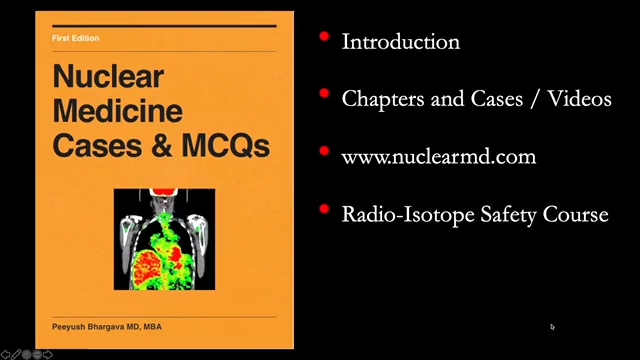 First Edition
Nuclear
Medicine
Cases & MCQs
Peeyush Bhargava MD, MBA
Introduction
Chapters and Cases / Videos
www.nuclearmd.com
Radio-Isotope Safety Course